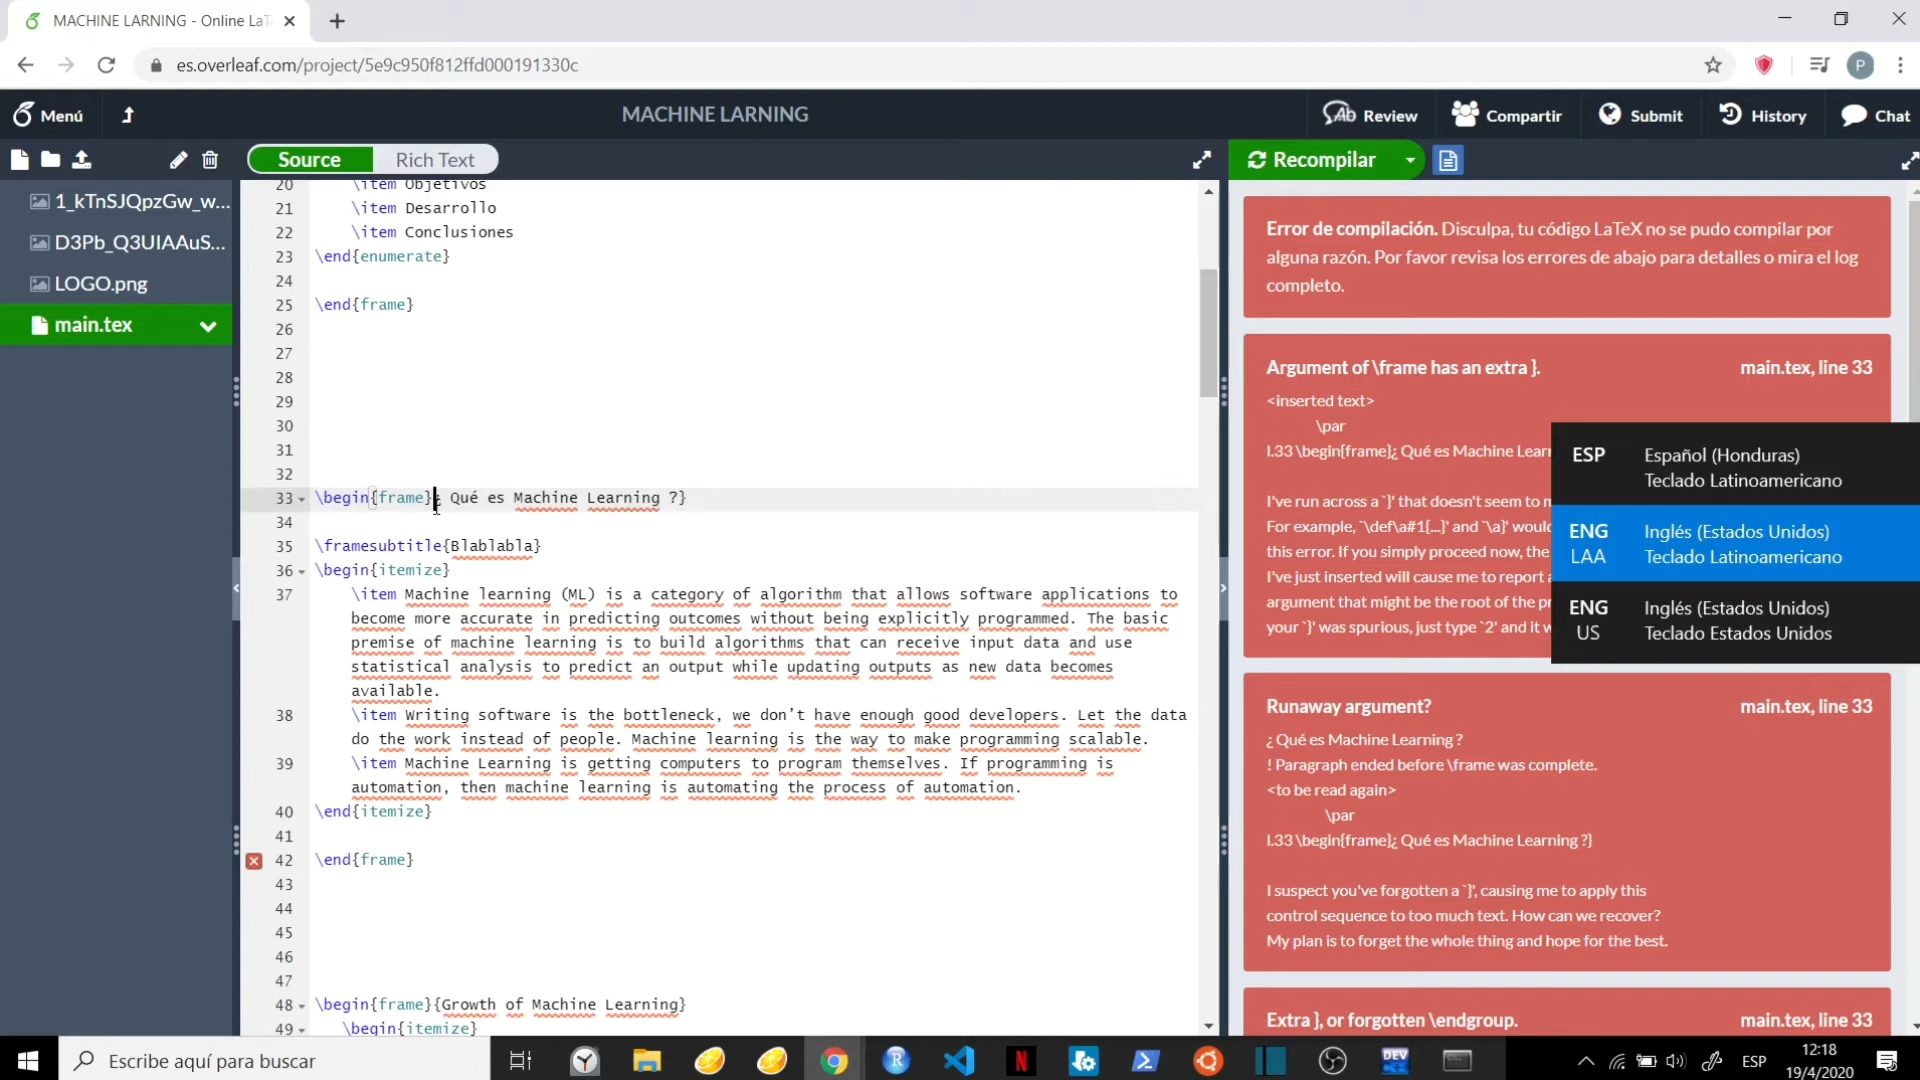 MACHINE LARNING - Online LaT
es.overleaf.com/project/5e9c950f812ffd000191330c
P
Menú
MACHINE LARNING
Review
Compartir
Submit
History
Chat
Source
Rich Text
Recompilar
1_kTnSJQpzGw_w...
D3Pb_Q3UIAAuS...
LOGO.png
main.tex
20 \item Objetivos
21 \item Desarrollo
22 \item Conclusiones
23 \end{enumerate}
24
25 \end{frame}
26
27
28
29
30
31
32
33 \begin{frame}¿ Qué es Machine Learning ?}
34
35 \framesubtitle{Blablabla}
36 \begin{itemize}
37 \item Machine learning (ML) is a category of algorithm that allows software applications to
become more accurate in predicting outcomes without being explicitly programmed. The basic
premise of machine learning is to build algorithms that can receive input data and use
statistical analysis to predict an output while updating outputs as new data becomes
available.
38 \item Writing software is the bottleneck, we don’t have enough good developers. Let the data
do the work instead of people. Machine learning is the way to make programming scalable.
39 \item Machine Learning is getting computers to program themselves. If programming is
automation, then machine learning is automating the process of automation.
40 \end{itemize}
41
42 \end{frame}
43
44
45
46
47
48 \begin{frame}{Growth of Machine Learning}
49 \begin{itemize}
Error de compilación. Disculpa, tu código LaTeX no se pudo compilar por
alguna razón. Por favor revisa los errores de abajo para detalles o mira el log
completo.
Argument of \frame has an extra }. main.tex, line 33
<inserted text>
\par
l.33 \begin{frame}¿ Qué es Machine Lear
I've run across a `}' that doesn't seem to
For example, `\def\a#1{...}' and `\a}' woul
this error. If you simply proceed now, the
I've just inserted will cause me to report
argument that might be the root of the
your `}' was spurious, just type `2' and it
ESP Español (Honduras)
Teclado Latinoamericano
ENG Inglés (Estados Unidos)
LAA Teclado Latinoamericano
ENG Inglés (Estados Unidos)
US Teclado Estados Unidos
Runaway argument? main.tex, line 33
¿ Qué es Machine Learning ?
! Paragraph ended before \frame was complete.
<to be read again>
\par
l.33 \begin{frame}¿ Qué es Machine Learning ?}
I suspect you've forgotten a `}', causing me to apply this
control sequence to too much text. How can we recover?
My plan is to forget the whole thing and hope for the best.
Extra }, or forgotten \endgroup. main.tex, line 33
Escribe aquí para buscar
R
N
DEV
ESP
12:18
19/4/2020